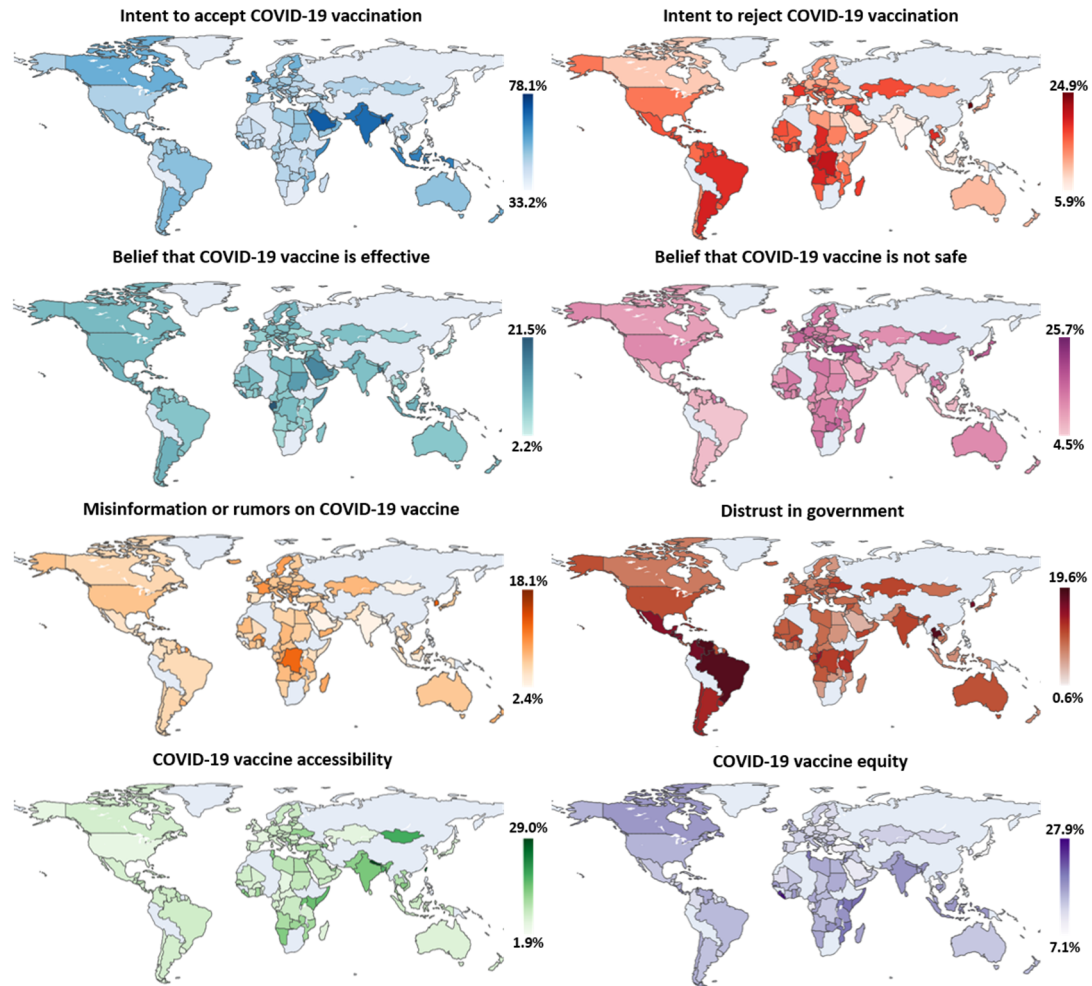 Intent to accept COVID-19 vaccination
Intent to reject COVID-19 vaccination
78.1%
33.2%
24.9%
5.9%
Belief that COVID-19 vaccine is effective
Belief that COVID-19 vaccine is not safe
21.5%
2.2%
25.7%
4.5%
Misinformation or rumors on COVID-19 vaccine
Distrust in government
18.1%
2.4%
19.6%
0.6%
COVID-19 vaccine accessibility
COVID-19 vaccine equity
29.0%
1.9%
27.9%
7.1%